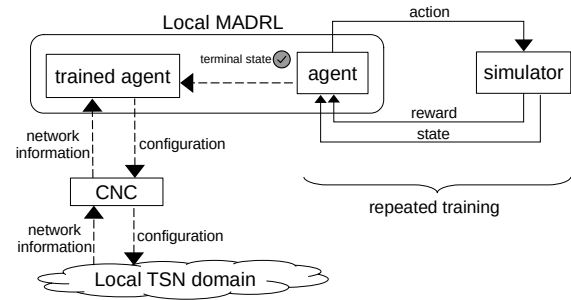 Local MADRL
action
terminal state
trained agent
agent
simulator
reward
state
network
information
configuration
CNC
repeated training
network
information
configuration
Local TSN domain